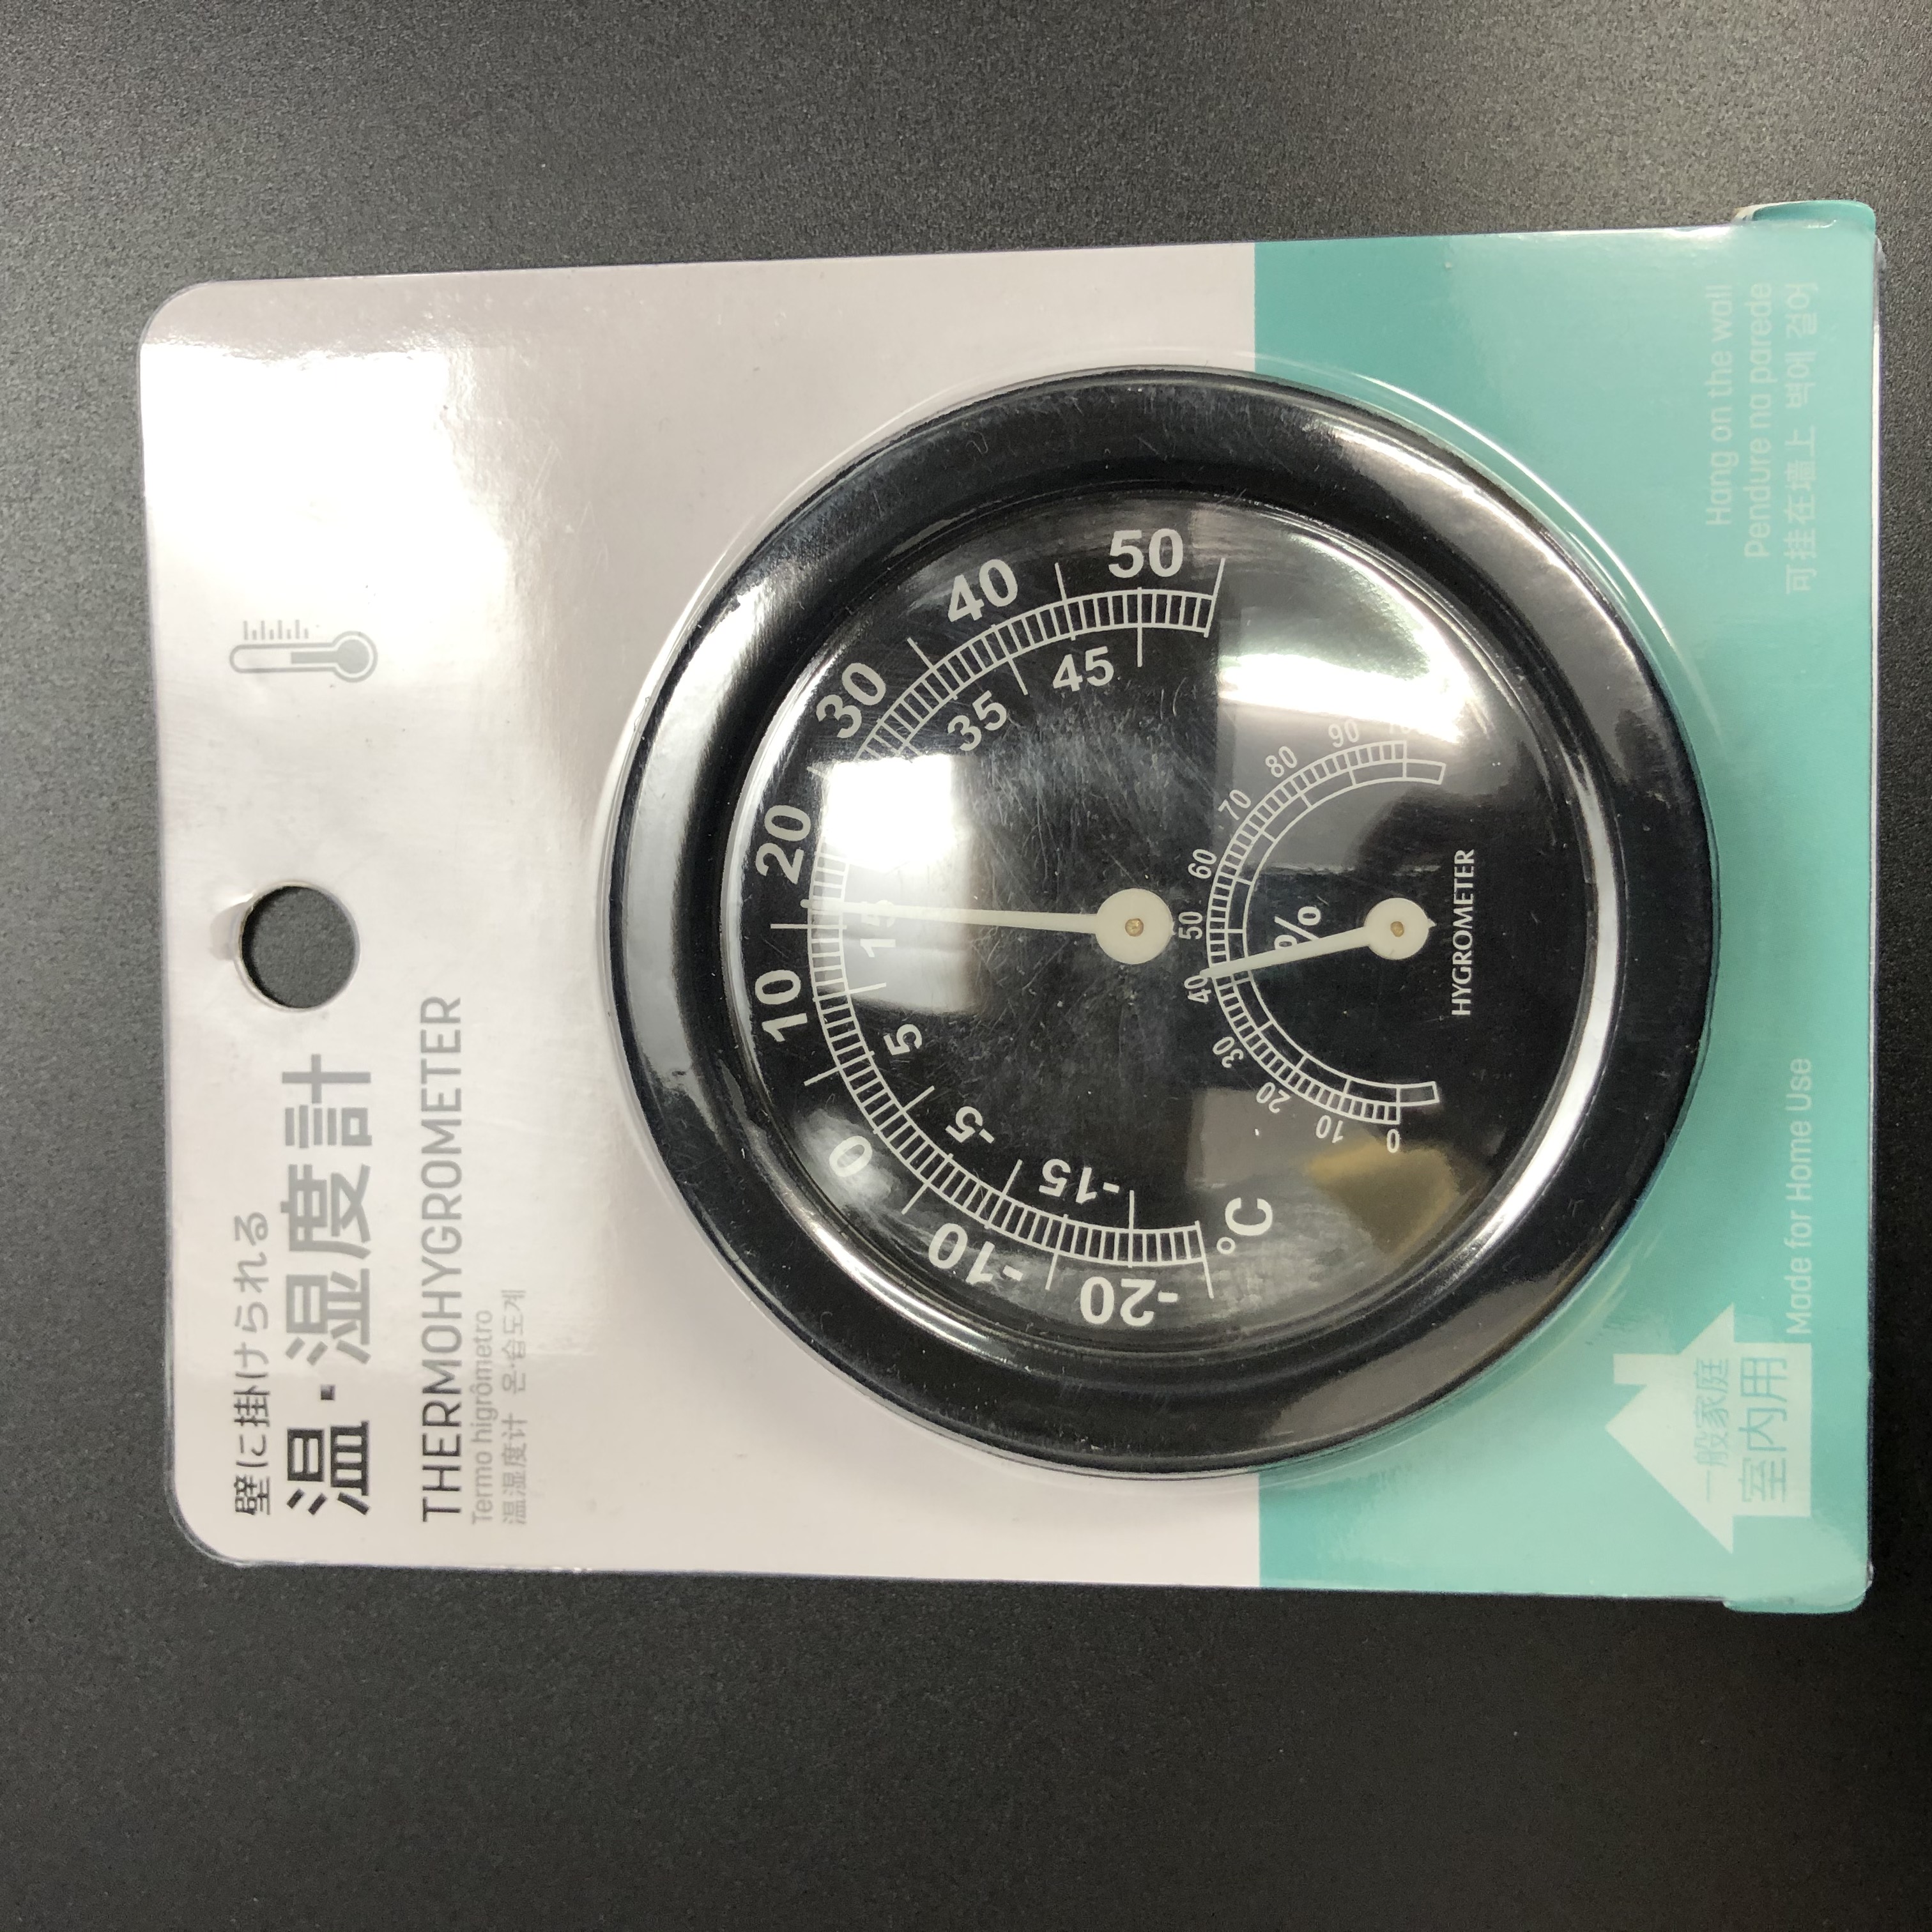 壁に掛けられる
温・湿度計
THERMOHYGROMETER
Termo higrômetro
温湿度计 온·습도계
-20 -10 0 10 20 30 40 50
-15 -5 5 15 35 45
°C
0 10 20 30 40 50 60 70 80 90
%
HYGROMETER
一般家庭
室内用
Made for Home Use
Hang on the wall
Pendure na parede
可挂在墙上 벽에 걸어